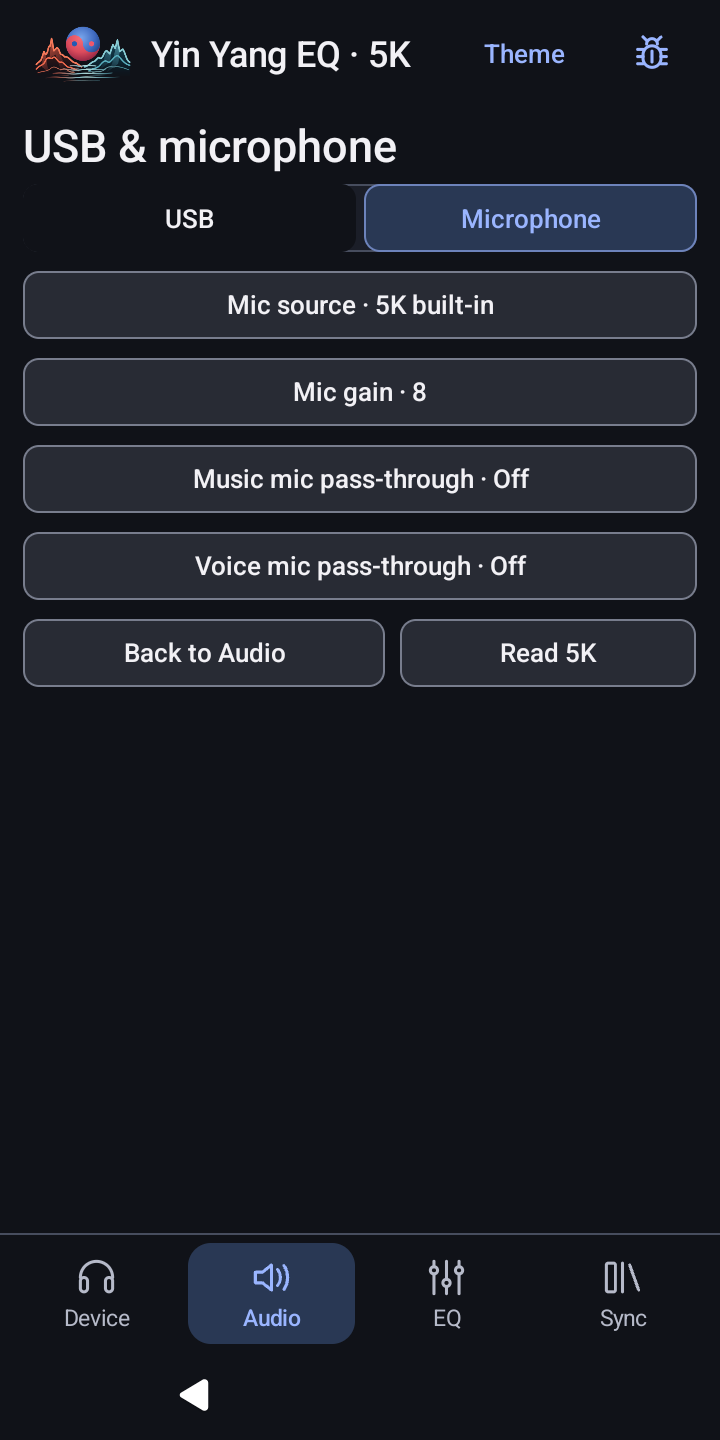 Yin Yang EQ · 5K
Theme
USB & microphone
USB
Microphone
Mic source · 5K built-in
Mic gain · 8
Music mic pass-through · Off
Voice mic pass-through · Off
Back to Audio
Read 5K
Device
Audio
EQ
Sync